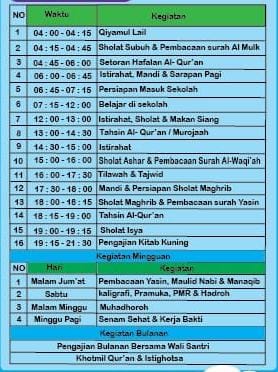 NO Waktu Kegiatan
1 04 : 00 - 04 : 15 Qiyamul Lail
2 04 : 15 - 04 : 45 Sholat Subuh & Pembacaan surah Al Mulk
3 04 : 45 - 06 : 00 Setoran Hafalan Al- Qur'an
4 06 : 00 - 06 : 45 Istirahat, Mandi & Sarapan Pagi
5 06 : 45 - 07 : 15 Persiapan Masuk Sekolah
6 07 : 15 - 12 : 00 Belajar di sekolah
7 12 : 00 - 13 : 00 Istirahat, Sholat & Makan Siang
8 13 : 00 - 14 : 30 Tahsin Al- Qur'an / Murojaah
9 14 : 30 - 15 : 00 Istirahat
10 15 : 00 - 16 : 00 Sholat Ashar & Pembacaan Surah Al-Waqi'ah
11 16 : 00 - 17 : 30 Tilawah & Tajwid
12 17 : 30 - 18 : 00 Mandi & Persiapan Sholat Maghrib
13 18 : 00 - 18 : 15 Sholat Maghrib & Pembacaan surah Yasin
14 18 : 15 - 19 : 00 Tahsin Al-Qur'an
15 19 : 00 - 19 : 15 Sholat Isya
16 19 : 15 - 21 : 30 Pengajian Kitab Kuning
Kegiatan Mingguan
NO Hari Kegiatan
1 Malam Jum'at Pembacaan Yasin, Maulid Nabi & Manaqib
2 Sabtu kaligrafi, Pramuka, PMR & Hadroh
3 Malam Minggu Muhadhoroh
4 Minggu Pagi Senam Sehat & Kerja Bakti
Kegiatan Bulanan
Pengajian Bulanan Bersama Wali Santri
Khotmil Qur'an & Istighotsa